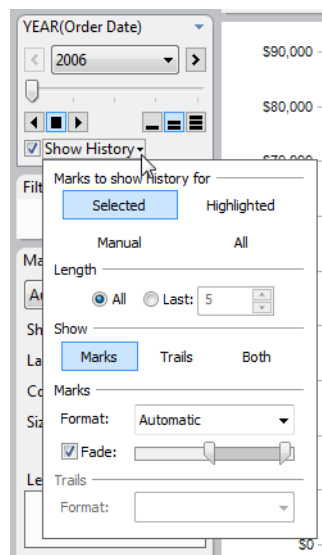 YEAR(Order Date)
2006
$90,000
$80,000
Show History
Marks to show history for
Selected Highlighted
Manual All
Length
All Last: 5
Show
Marks Trails Both
Marks
Format: Automatic
Fade:
Trails
Format:
$0